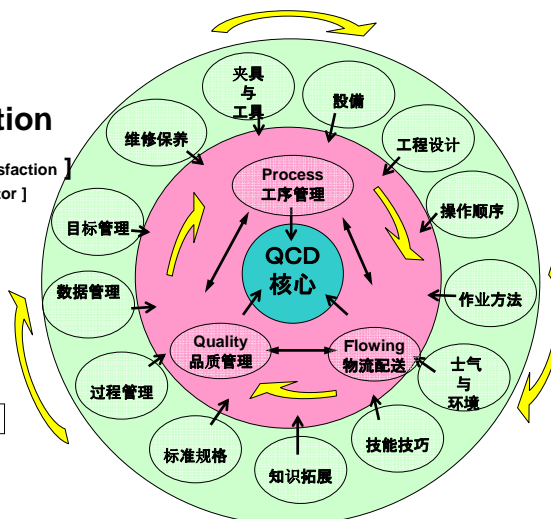 tion
sfaction ]
tor ]
夹具
与
工具
設備
工程设计
操作顺序
作业方法
士气
与
环境
技能技巧
知识拓展
标准规格
过程管理
数据管理
目标管理
维修保养
Process
工序管理
QCD
核心
Quality
品质管理
Flowing
物流配送